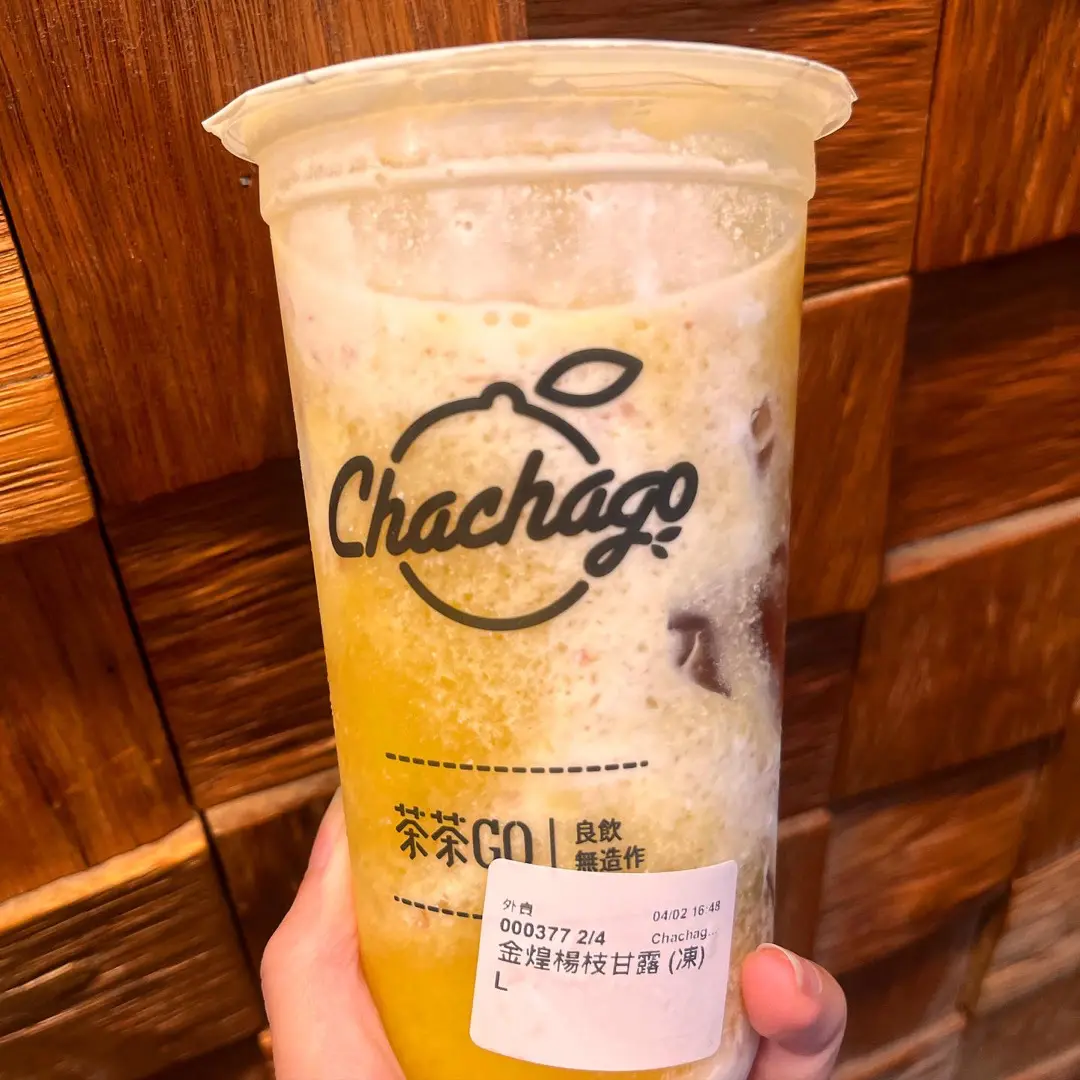 Chachago
茶茶GO
良飲
無造作
外賣
04/02 16:48
000377 2/4
Chachag...
金煌楊枝甘露 (凍)
L